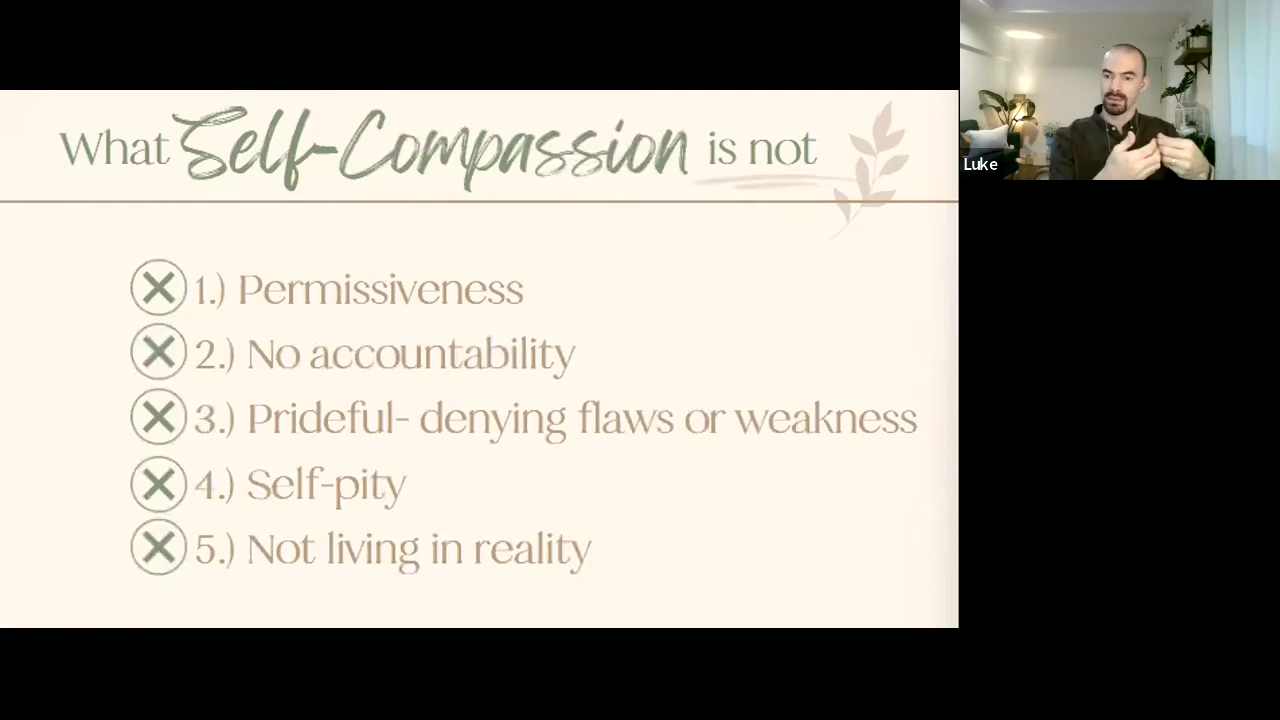 What Self-Compassion is not
1.) Permissiveness
2.) No accountability
3.) Prideful- denying flaws or weakness
4.) Self-pity
5.) Not living in reality
Luke